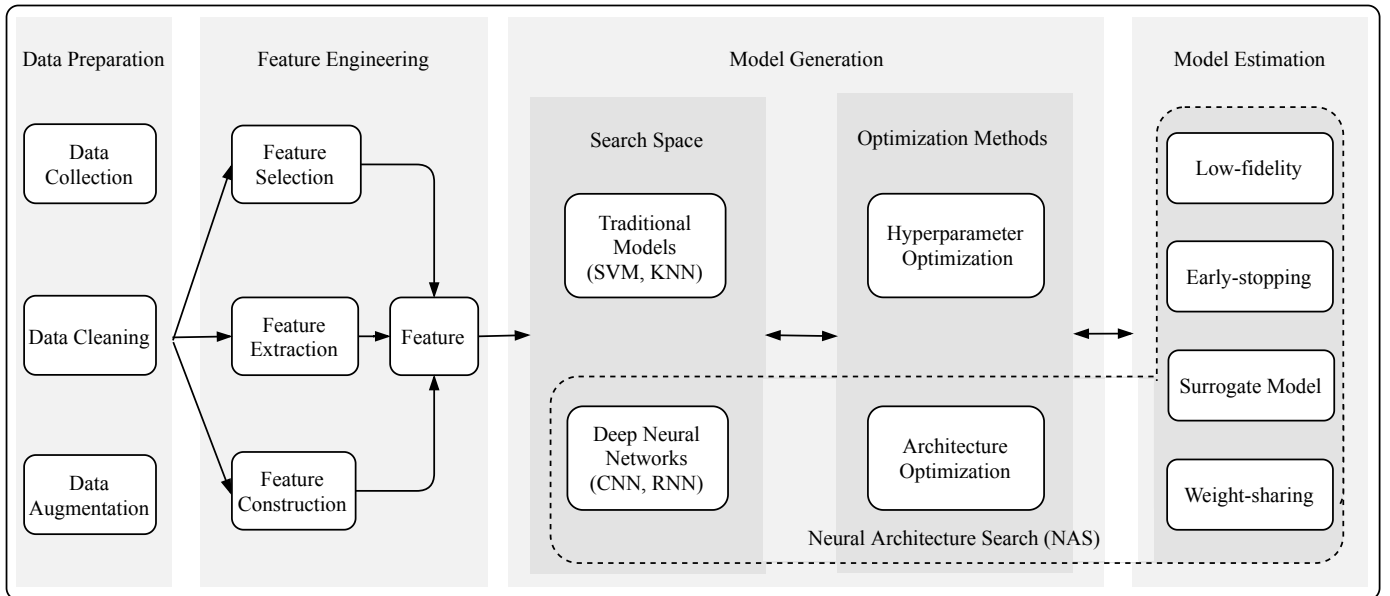 Data Preparation
Data
Collection
Data Cleaning
Data
Augmentation
Feature Engineering
Feature
Selection
Feature
Extraction
Feature
Construction
Feature
Model Generation
Search Space
Traditional
Models
(SVM, KNN)
Deep Neural
Networks
(CNN, RNN)
Optimization Methods
Hyperparameter
Optimization
Architecture
Optimization
Neural Architecture Search (NAS)
Model Estimation
Low-fidelity
Early-stopping
Surrogate Model
Weight-sharing